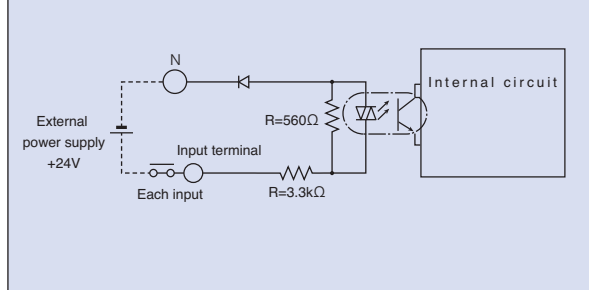 N
Internal circuit
R=560Ω
External
power supply
+24V
Input terminal
Each input
R=3.3kΩ